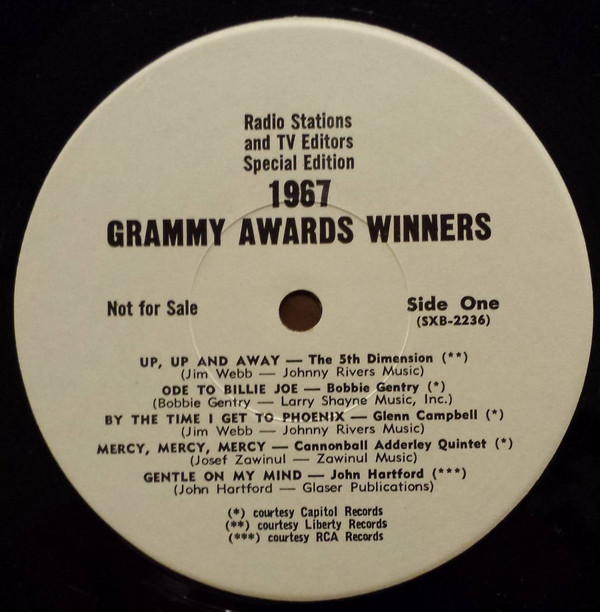 Radio Stations
and TV Editors
Special Edition
1967
GRAMMY AWARDS WINNERS
Not for Sale
Side One
(SXB-2236)
UP, UP AND AWAY — The 5th Dimension (**)
(Jim Webb — Johnny Rivers Music)
ODE TO BILLIE JOE — Bobbie Gentry (*)
(Bobbie Gentry — Larry Shayne Music, Inc.)
BY THE TIME I GET TO PHOENIX — Glenn Campbell (*)
(Jim Webb — Johnny Rivers Music)
MERCY, MERCY, MERCY — Cannonball Adderley Quintet (*)
(Josef Zawinul — Zawinul Music)
GENTLE ON MY MIND — John Hartford (***)
(John Hartford — Glaser Publications)
(*) courtesy Capitol Records
(**) courtesy Liberty Records
(***) courtesy RCA Records